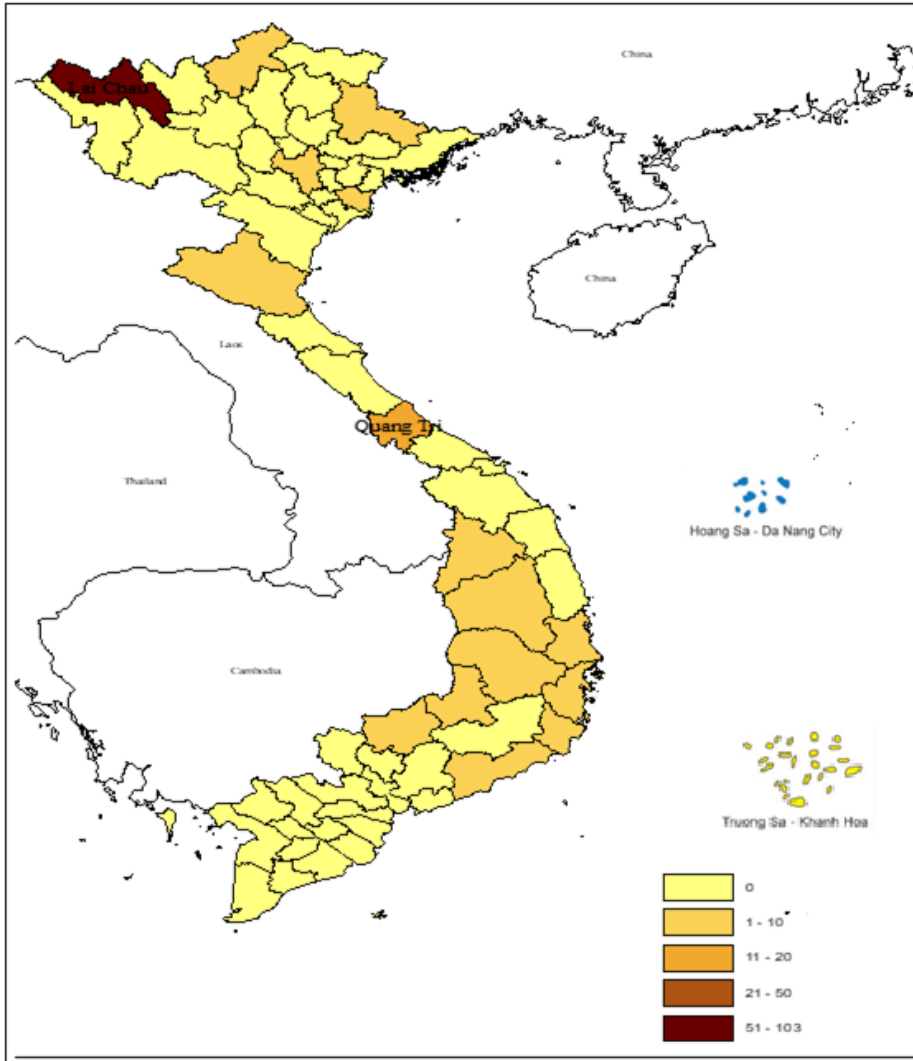 China
Lai Chau
China
Laos
Quang Tri
Thailand
Hoang Sa - Da Nang City
Cambodia
Truong Sa - Khanh Hoa
0
1 - 10
11 - 20
21 - 50
51 - 103